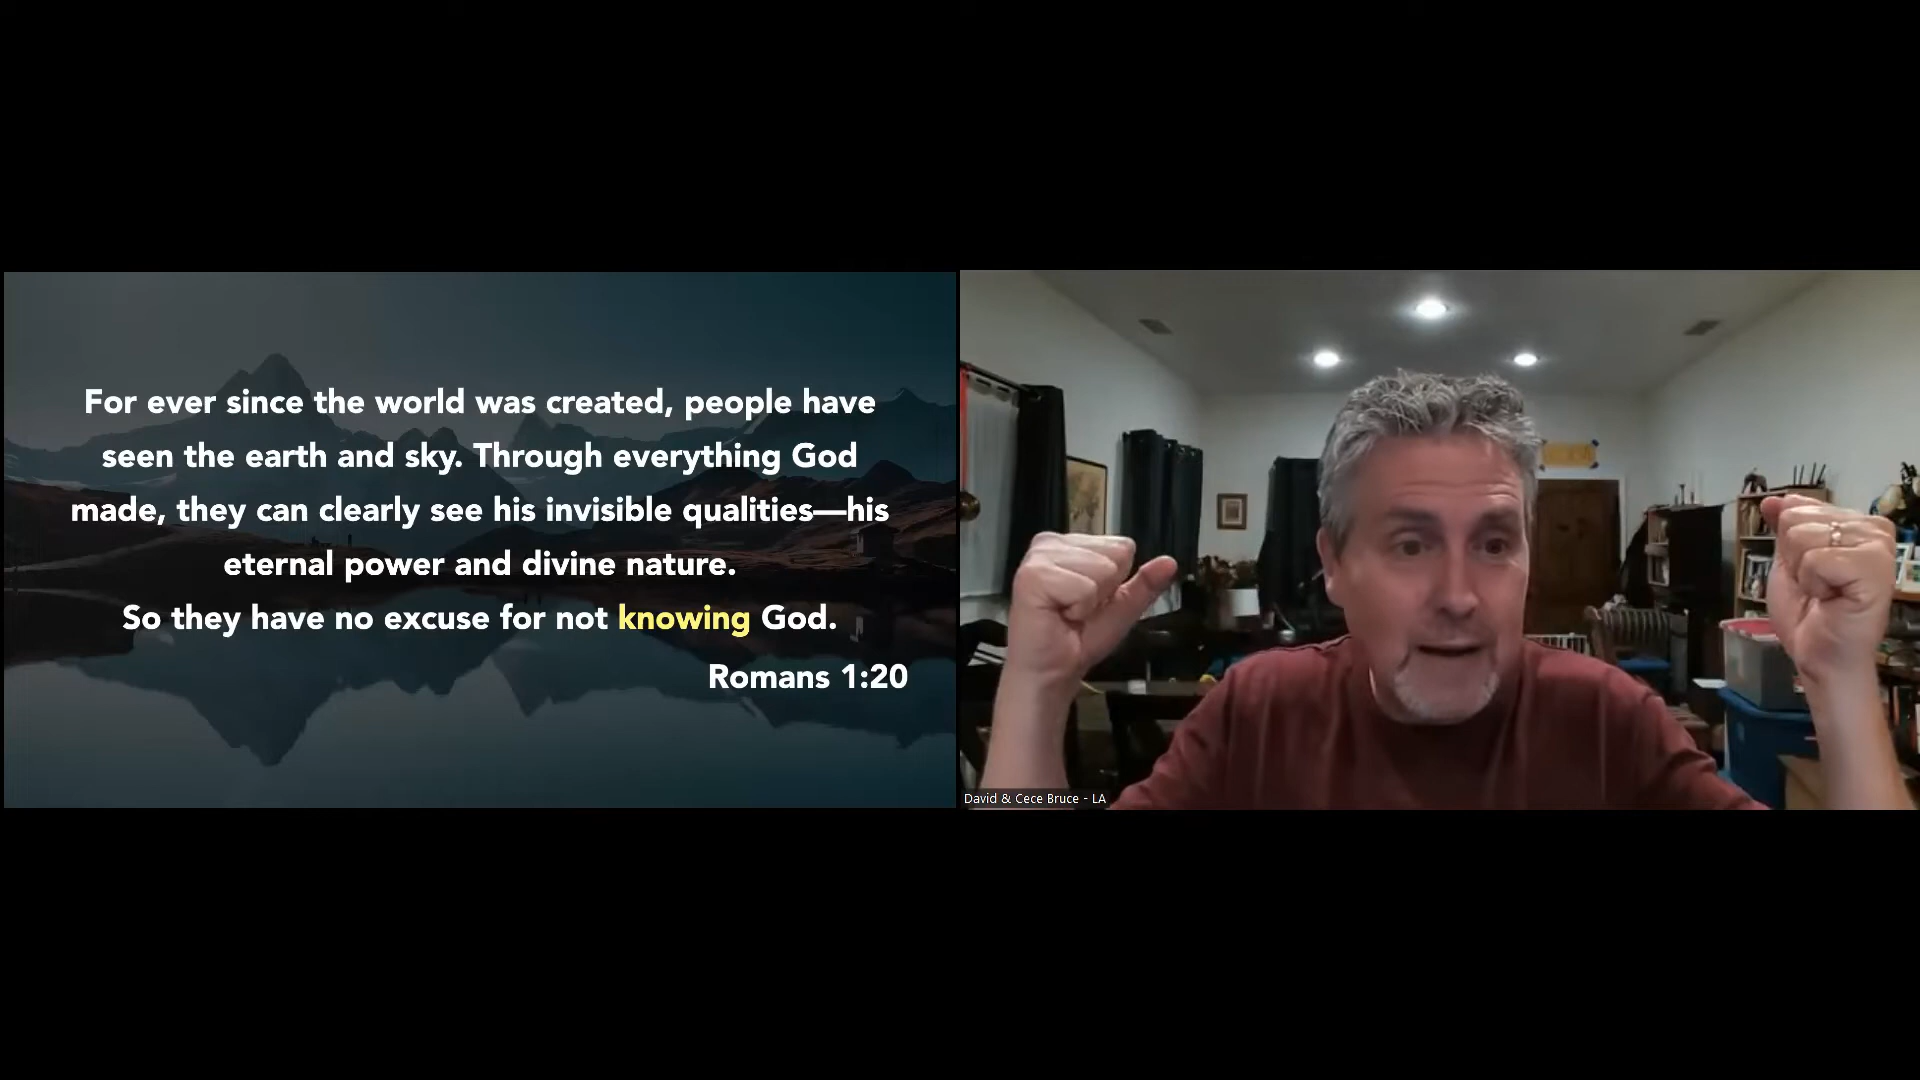 For ever since the world was created, people have
seen the earth and sky. Through everything God
made, they can clearly see his invisible qualities—his
eternal power and divine nature.
So they have no excuse for not knowing God.
Romans 1:20
David & Cece Bruce - LA